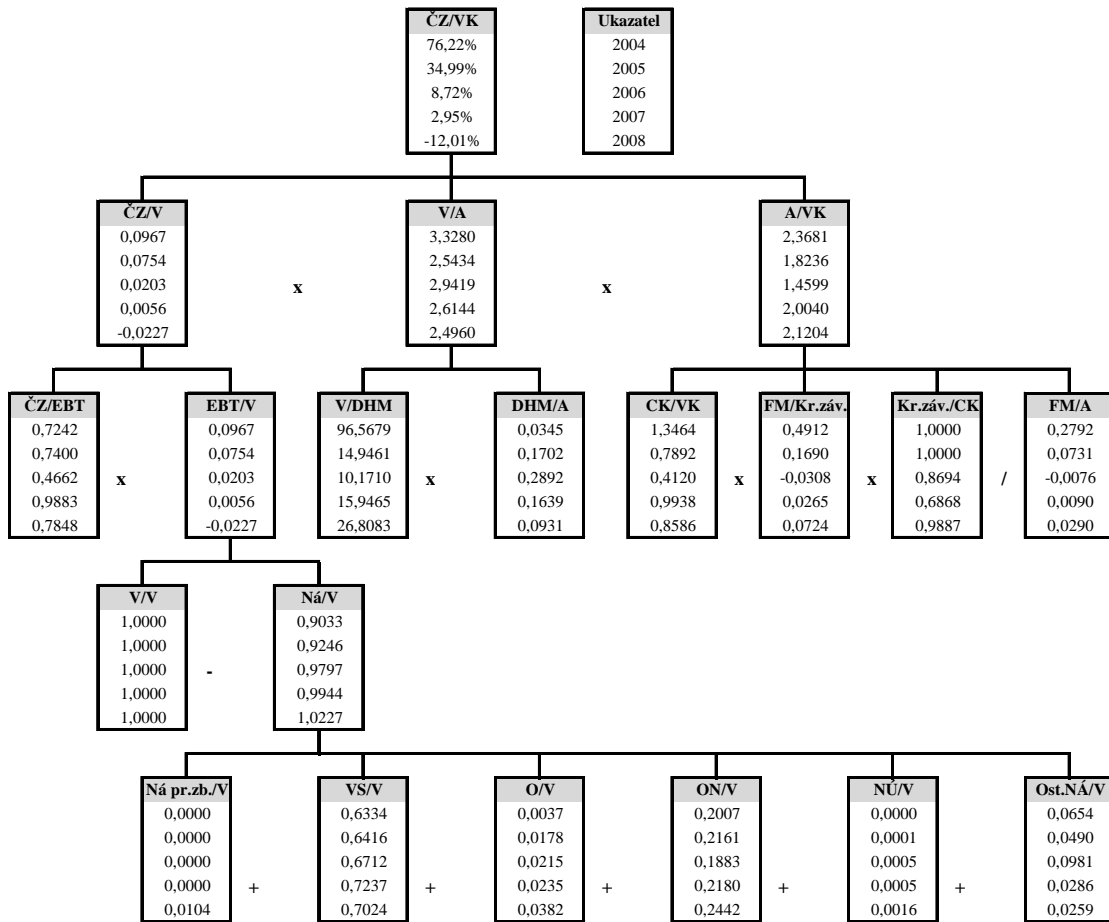 ČZ/VK Ukazatel
76,22% 2004
34,99% 2005
8,72% 2006
2,95% 2007
-12,01% 2008
ČZ/V V/A A/VK
0,0967 3,3280 2,3681
0,0754 2,5434 1,8236
0,0203 x 2,9419 x 1,4599
0,0056 2,6144 2,0040
-0,0227 2,4960 2,1204
ČZ/EBT EBT/V V/DHM DHM/A CK/VK FM/Kr.záv. Kr.záv./CK FM/A
0,7242 0,0967 96,5679 0,0345 1,3464 0,4912 1,0000 0,2792
0,7400 0,0754 14,9461 0,1702 0,7892 0,1690 1,0000 0,0731
0,4662 x 0,0203 10,1710 x 0,2892 0,4120 x -0,0308 x 0,8694 / -0,0076
0,9883 0,0056 15,9465 0,1639 0,9938 0,0265 0,6868 0,0090
0,7848 -0,0227 26,8083 0,0931 0,8586 0,0724 0,9887 0,0290
V/V Ná/V
1,0000 0,9033
1,0000 0,9246
1,0000 - 0,9797
1,0000 0,9944
1,0000 1,0227
Ná pr.zb./V VS/V O/V ON/V NÚ/V Ost.NÁ/V
0,0000 0,6334 0,0037 0,2007 0,0000 0,0654
0,0000 0,6416 0,0178 0,2161 0,0001 0,0490
0,0000 0,6712 0,0215 0,1883 0,0005 0,0981
0,0000 + 0,7237 + 0,0235 + 0,2180 + 0,0005 + 0,0286
0,0104 0,7024 0,0382 0,2442 0,0016 0,0259